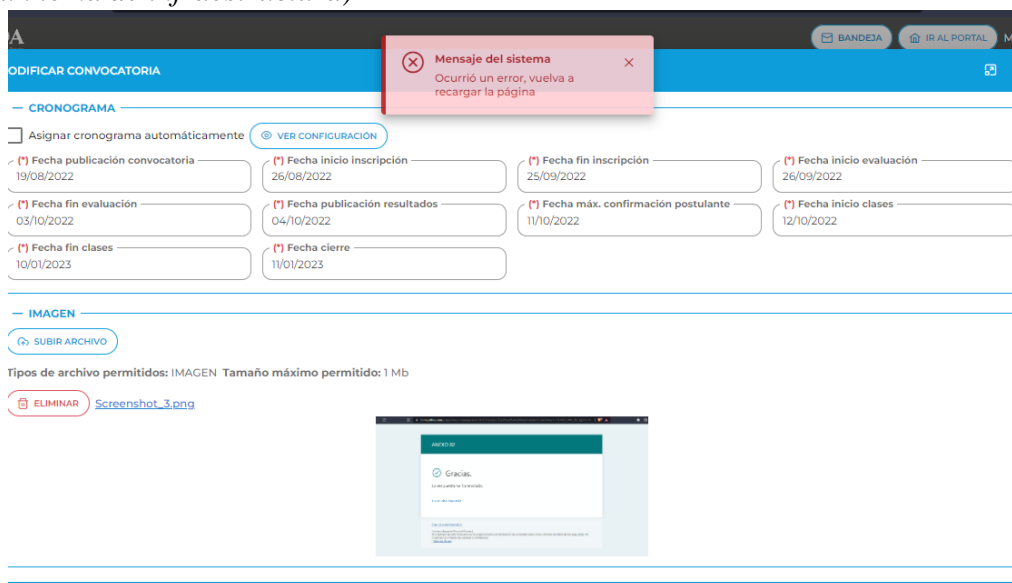 DA
BANDEJA
IR AL PORTAL
M
ODIFICAR CONVOCATORIA
Mensaje del sistema
Ocurrió un error, vuelva a
recargar la página
CRONOGRAMA
Asignar cronograma automáticamente VER CONFIGURACIÓN
(*) Fecha publicación convocatoria (*) Fecha inicio inscripción (*) Fecha fin inscripción (*) Fecha inicio evaluación
19/08/2022 26/08/2022 25/09/2022 26/09/2022
(*) Fecha fin evaluación (*) Fecha publicación resultados (*) Fecha máx. confirmación postulante (*) Fecha inicio clases
03/10/2022 04/10/2022 11/10/2022 12/10/2022
(*) Fecha fin clases (*) Fecha cierre
10/01/2023 11/01/2023
IMAGEN
SUBIR ARCHIVO
Tipos de archivo permitidos: IMAGEN Tamaño máximo permitido: 1 Mb
ELIMINAR Screenshot_3.png
ANEXO 02
Gracias.